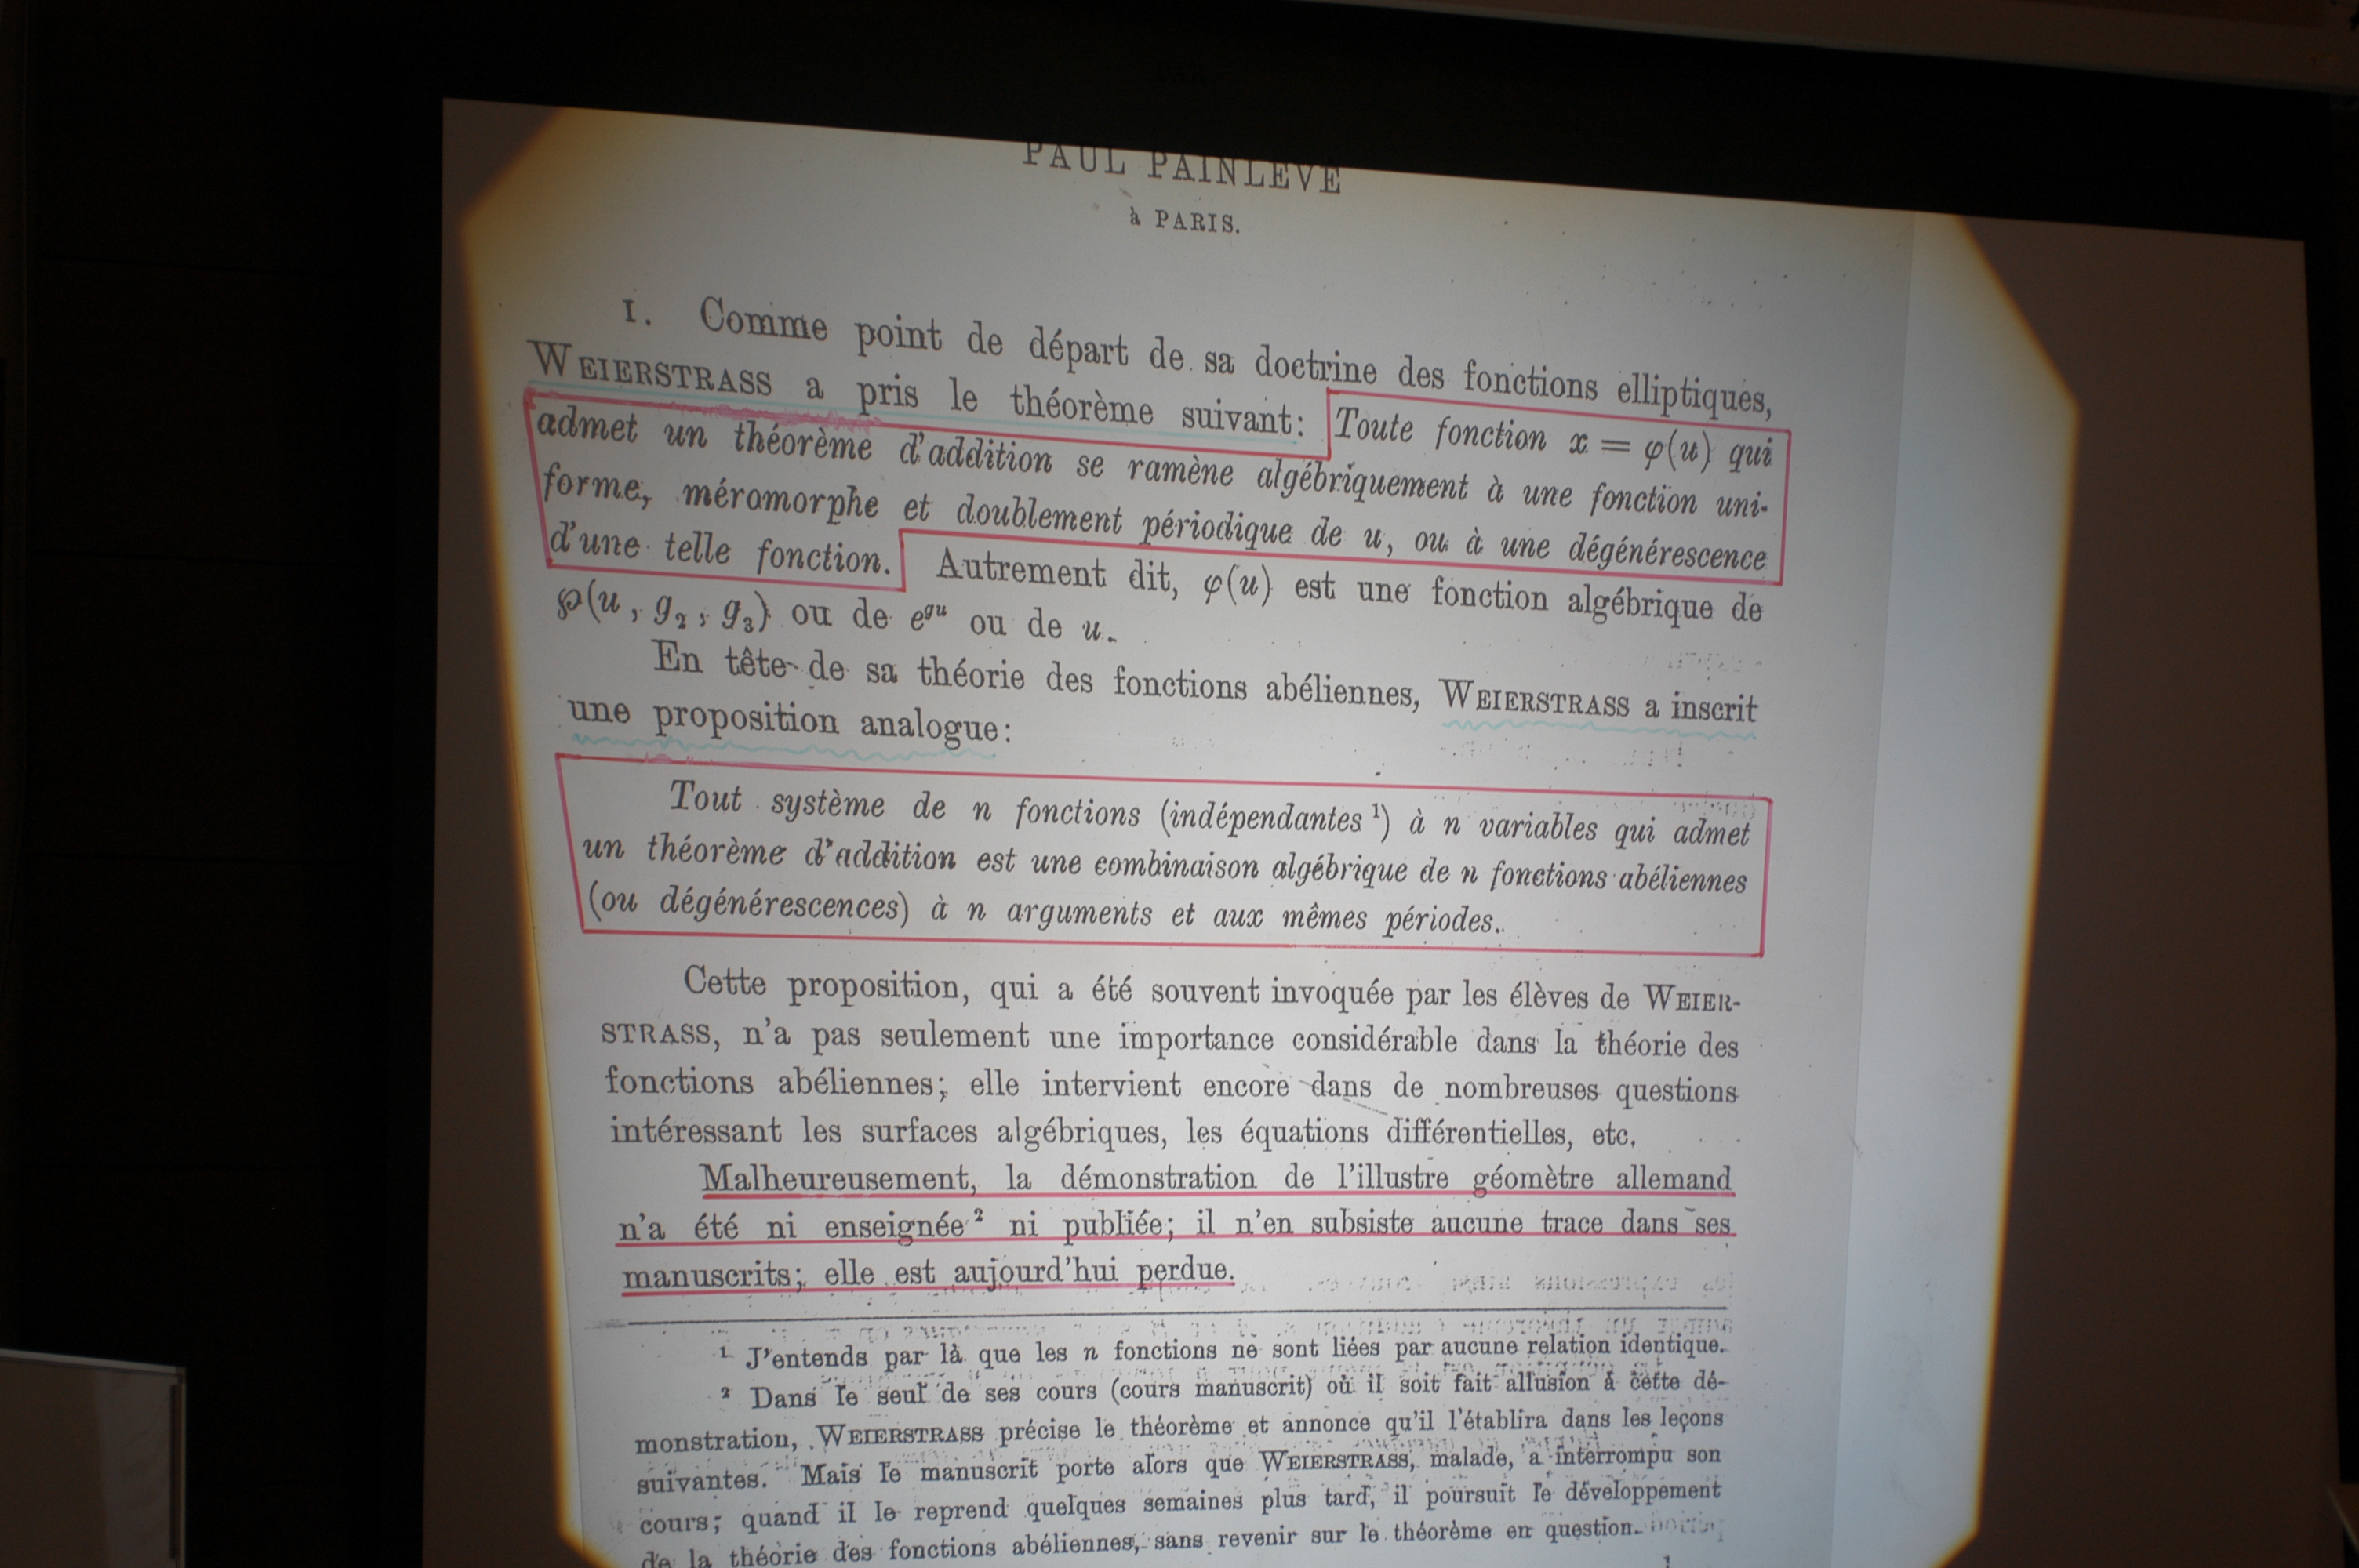 PAUL PAINLEVÉ
à PARIS.
1. Comme point de départ de sa doctrine des fonctions elliptiques,
WEIERSTRASS a pris le théorème suivant: Toute fonction x = φ(u) qui
admet un théorème d'addition se ramène algébriquement à une fonction uni-
forme, méromorphe et doublement périodique de u, ou à une dégénérescence
d'une telle fonction. Autrement dit, φ(u) est une fonction algébrique de
℘(u, g₂, g₃) ou de eᵍᵘ ou de u.
En tête de sa théorie des fonctions abéliennes, WEIERSTRASS a inscrit
une proposition analogue:
Tout système de n fonctions (indépendantes¹) à n variables qui admet
un théorème d'addition est une combinaison algébrique de n fonctions abéliennes
(ou dégénérescences) à n arguments et aux mêmes périodes.
Cette proposition, qui a été souvent invoquée par les élèves de WEIER-
STRASS, n'a pas seulement une importance considérable dans la théorie des
fonctions abéliennes; elle intervient encore dans de nombreuses questions
intéressant les surfaces algébriques, les équations différentielles, etc.
Malheureusement, la démonstration de l'illustre géomètre allemand
n'a été ni enseignée² ni publiée; il n'en subsiste aucune trace dans ses
manuscrits; elle est aujourd'hui perdue.
¹ J'entends par là que les n fonctions ne sont liées par aucune relation identique.
² Dans le seul de ses cours (cours manuscrit) où il soit fait allusion à cette dé-
monstration, WEIERSTRASS précise le théorème et annonce qu'il l'établira dans les leçons
suivantes. Mais le manuscrit porte alors que WEIERSTRASS, malade, a interrompu son
cours; quand il le reprend quelques semaines plus tard, il poursuit le développement
de la théorie des fonctions abéliennes, sans revenir sur le théorème en question.
1